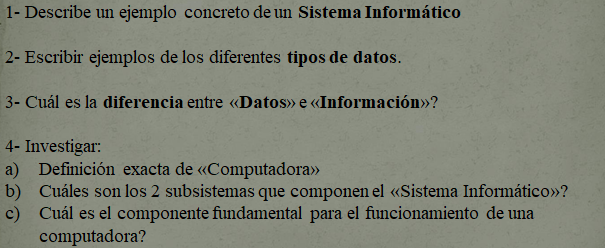 1- Describe un ejemplo concreto de un Sistema Informático
2- Escribir ejemplos de los diferentes tipos de datos.
3- Cuál es la diferencia entre «Datos» e «Información»?
4- Investigar:
a) Definición exacta de «Computadora»
b) Cuáles son los 2 subsistemas que componen el «Sistema Informático»?
c) Cuál es el componente fundamental para el funcionamiento de una
computadora?